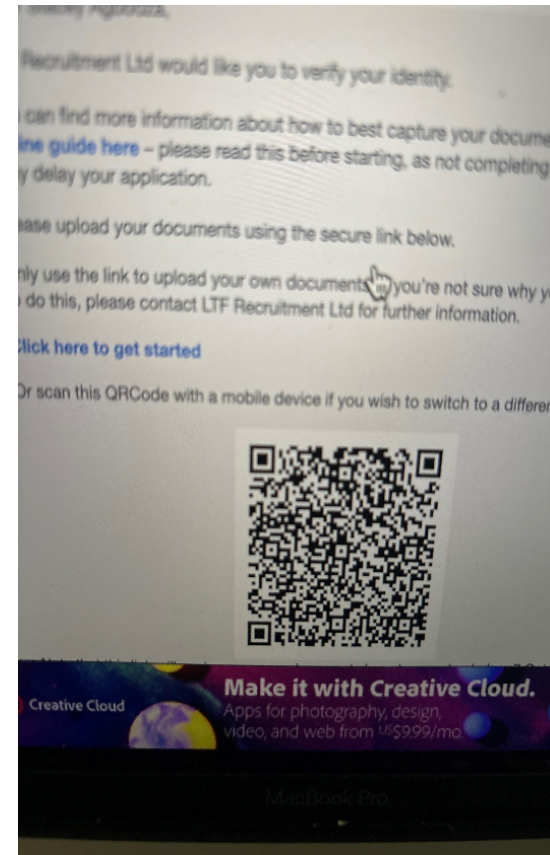 Recruitment Ltd would like you to verify your identity.
can find more information about how to best capture your docume
ine guide here – please read this before starting, as not completing
y delay your application.
ase upload your documents using the secure link below.
nly use the link to upload your own documents you're not sure why y
do this, please contact LTF Recruitment Ltd for further information.
Click here to get started
Or scan this QRCode with a mobile device if you wish to switch to a differen
Creative Cloud
Make it with Creative Cloud.
Apps for photography, design,
video, and web from US$9.99/mo
MacBook Pro